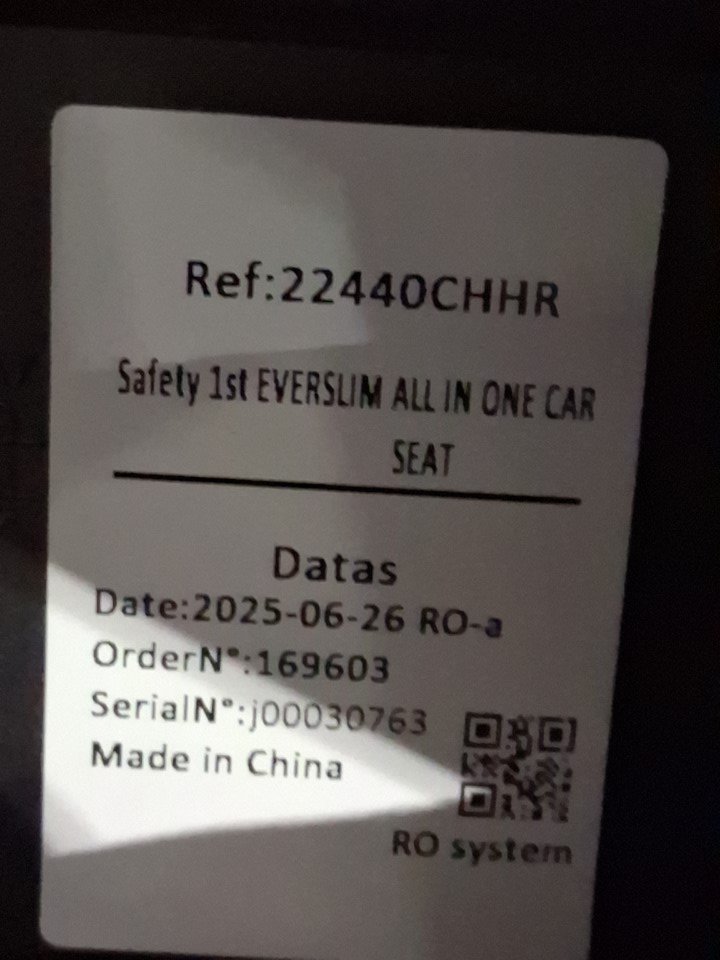 Ref:22440CHHR
Safety 1st EVERSLIM ALL IN ONE CAR
SEAT
Datas
Date:2025-06-26 RO-a
OrderN°:169603
SerialN°:j00030763
Made in China
RO system